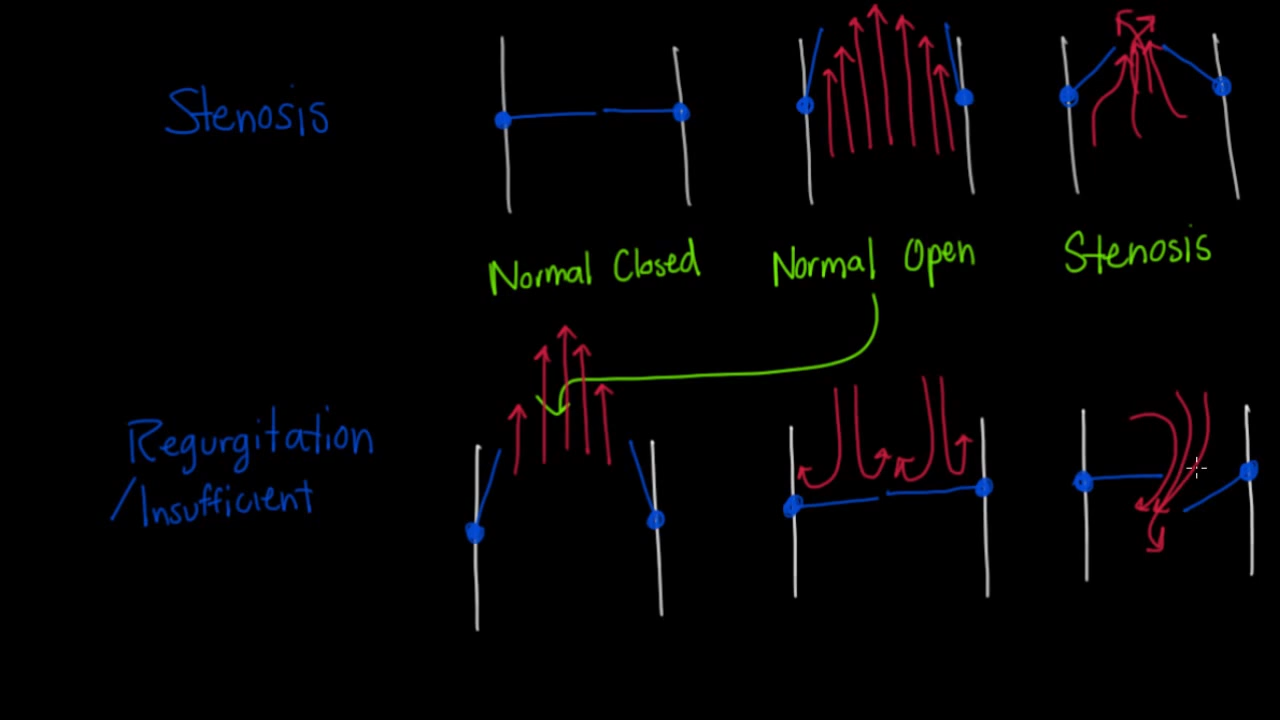 Stenosis
Normal Closed
Normal Open
Stenosis
Regurgitation
/Insufficient